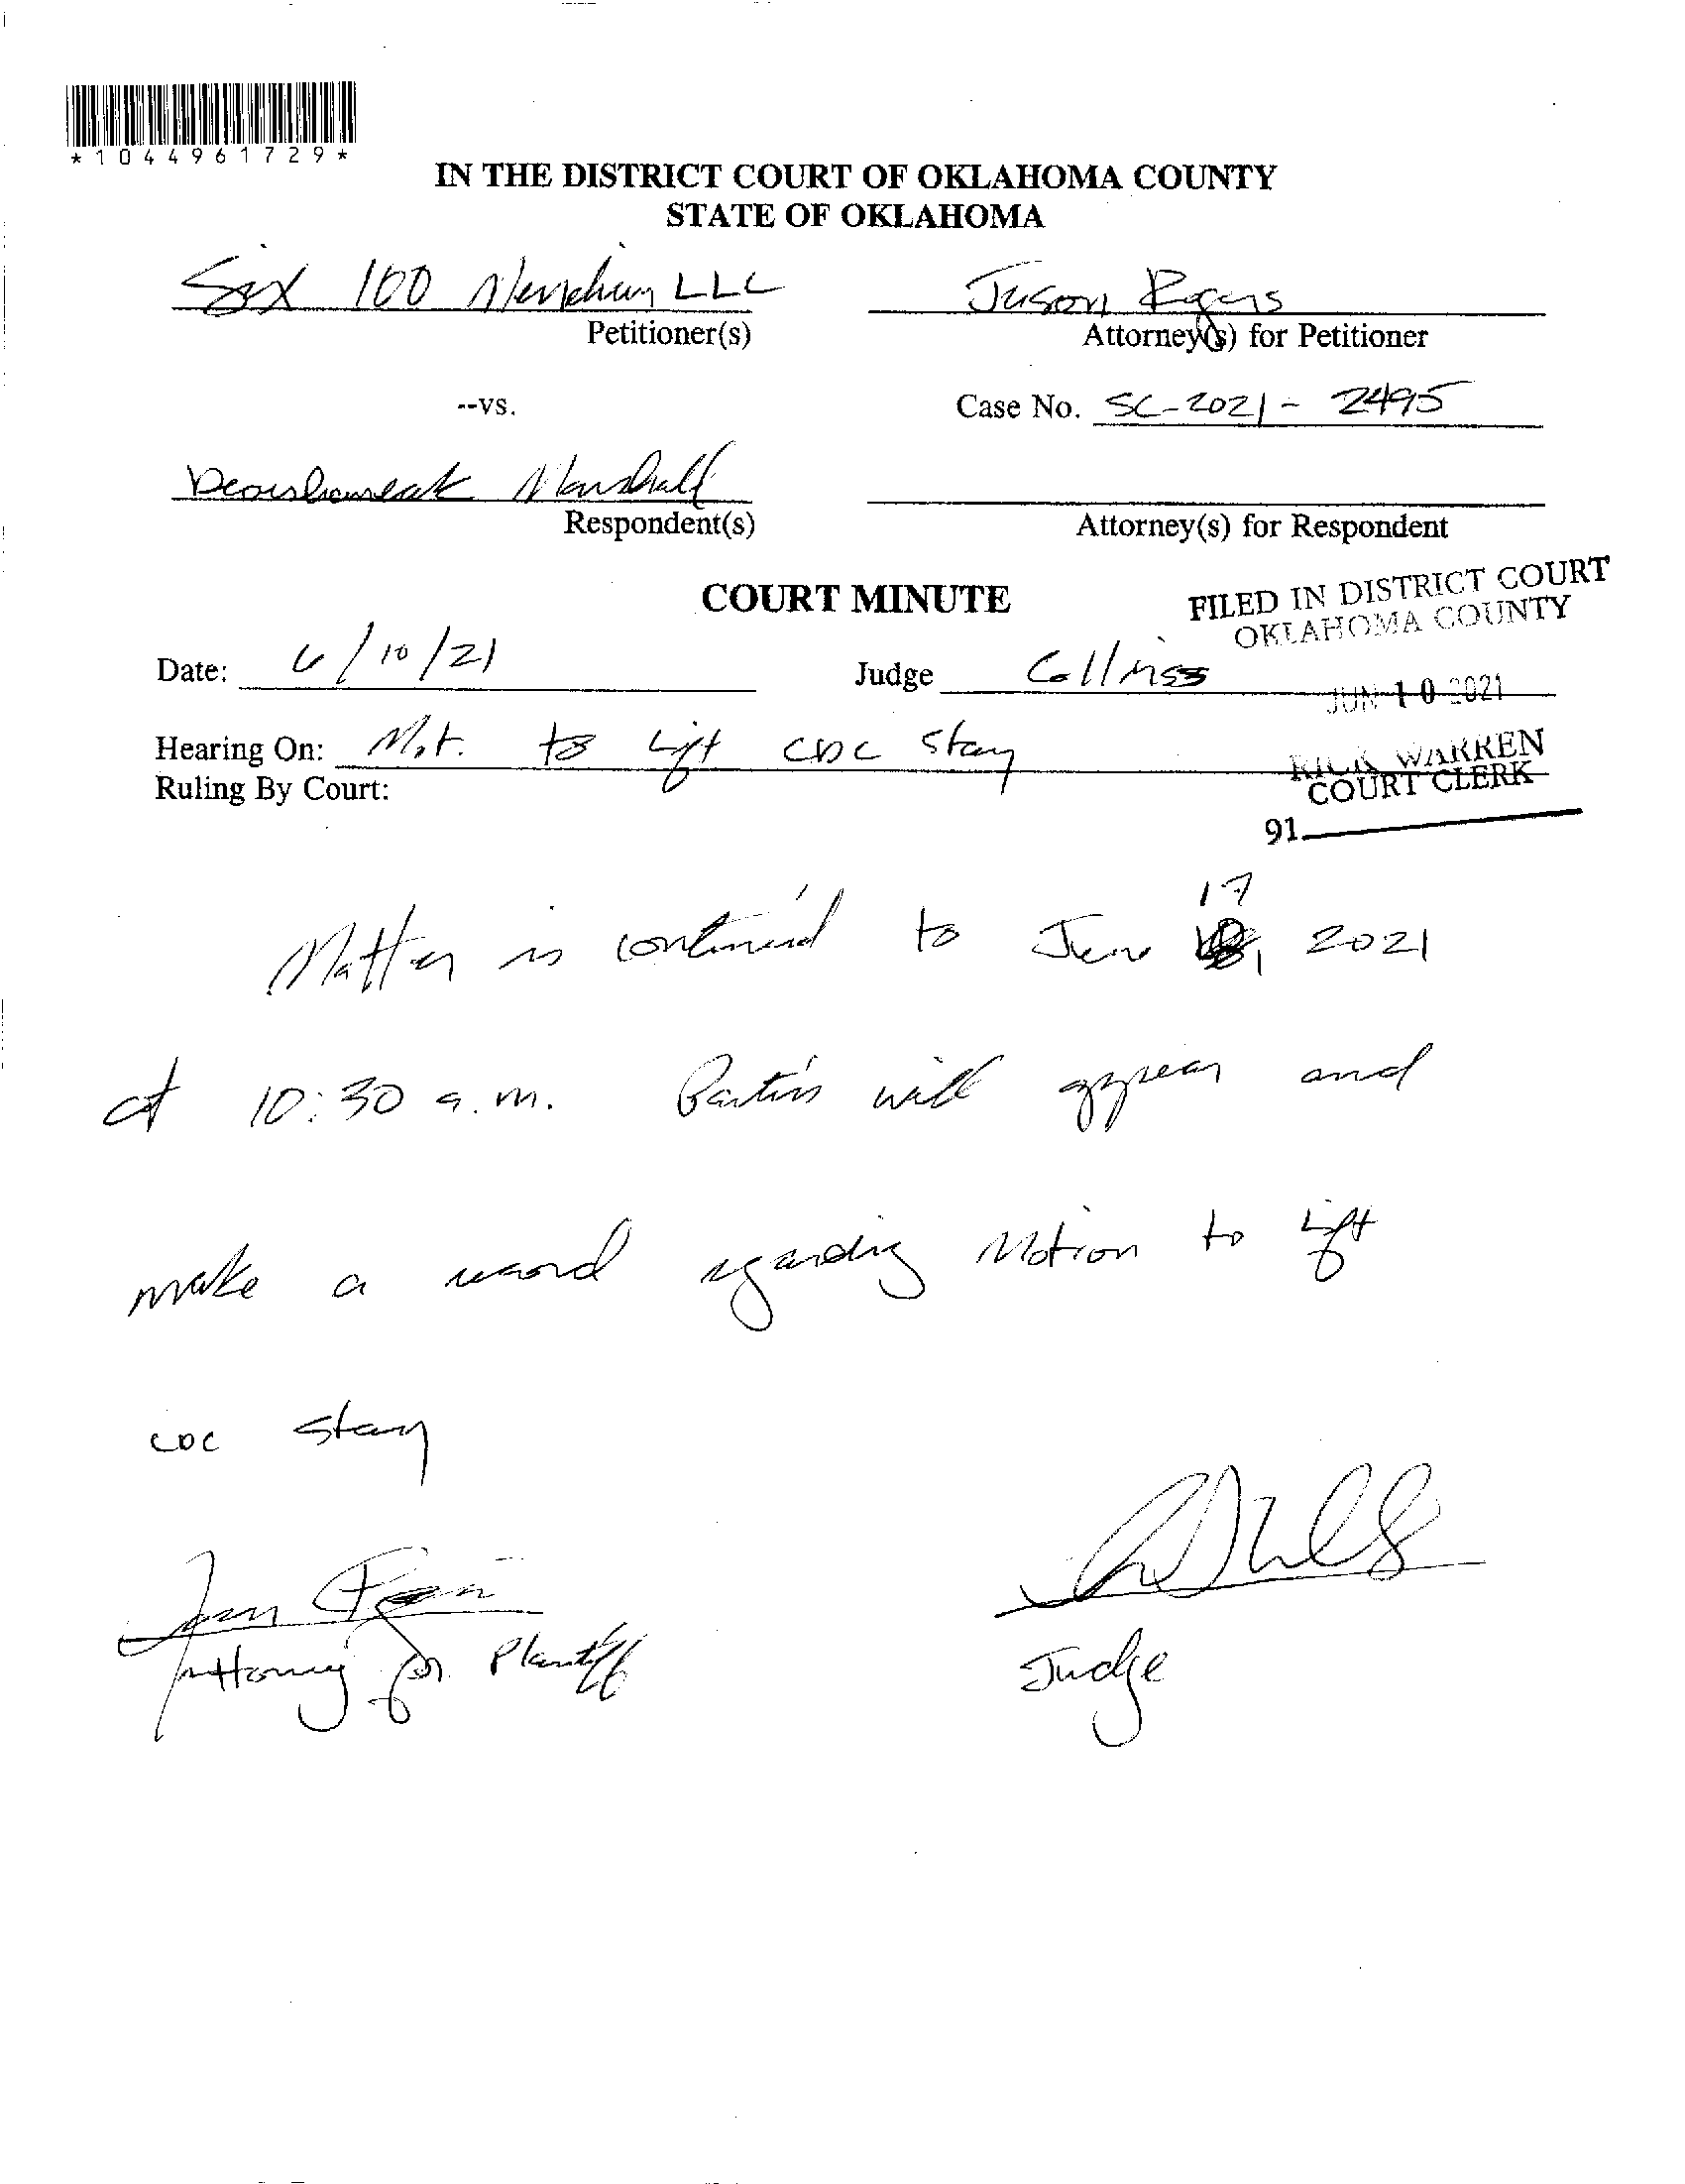 *1044961729*
IN THE DISTRICT COURT OF OKLAHOMA COUNTY
STATE OF OKLAHOMA
Six 100 LLC Jason Rogers
Petitioner(s) Attorney(s) for Petitioner
--vs. Case No. SC-2021-2495
Marshall
Respondent(s) Attorney(s) for Respondent
COURT MINUTE
FILED IN DISTRICT COURT
OKLAHOMA COUNTY
Date: 6/10/21 Judge Collins
JUN 10 2021
Hearing On: Mot. to Lift CDC Stay
RICK WARREN
COURT CLERK
Ruling By Court:
91
17
Matter is continued to June 2021
at 10:30 a.m. Parties will appear and
make a record regarding Motion to Lift
CDC Stay
Attorney for Plaintiff
Judge